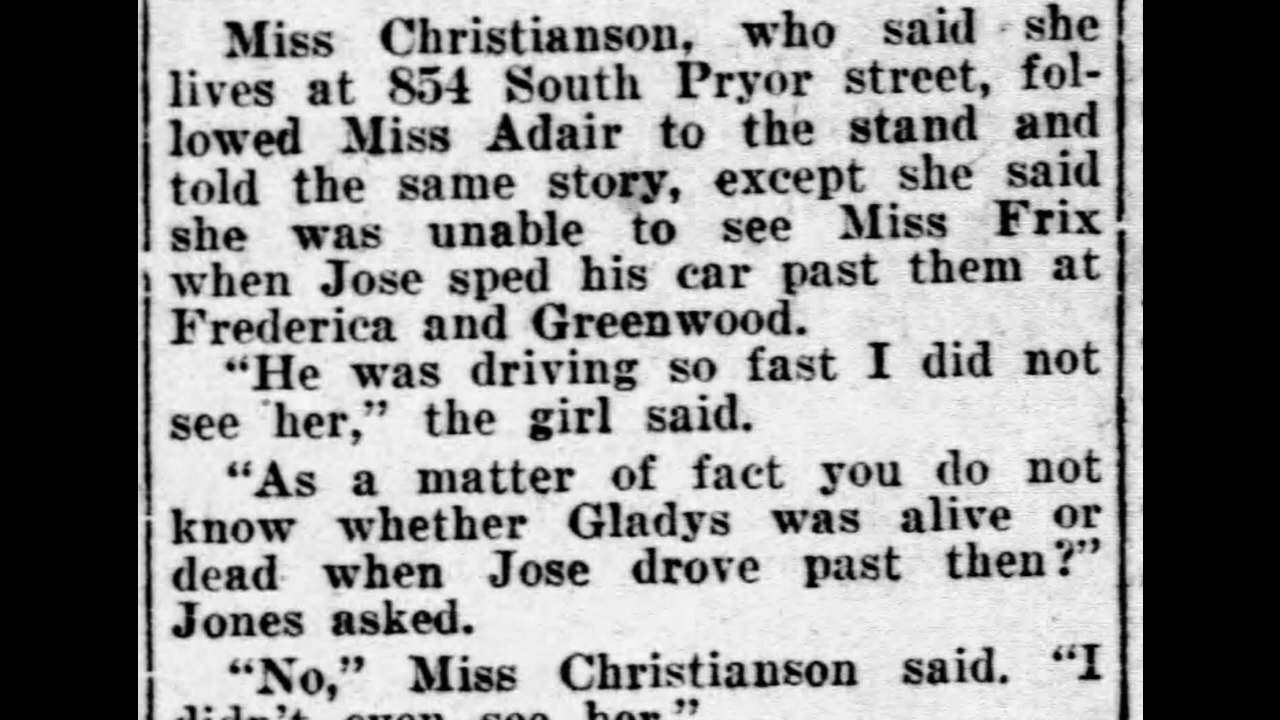 Miss Christianson, who said she
lives at 854 South Pryor street, fol-
lowed Miss Adair to the stand and
told the same story, except she said
she was unable to see Miss Frix
when Jose sped his car past them at
Frederica and Greenwood.
“He was driving so fast I did not
see her,” the girl said.
“As a matter of fact you do not
know whether Gladys was alive or
dead when Jose drove past then?”
Jones asked.
“No,” Miss Christianson said. “I
didn't even see her.”